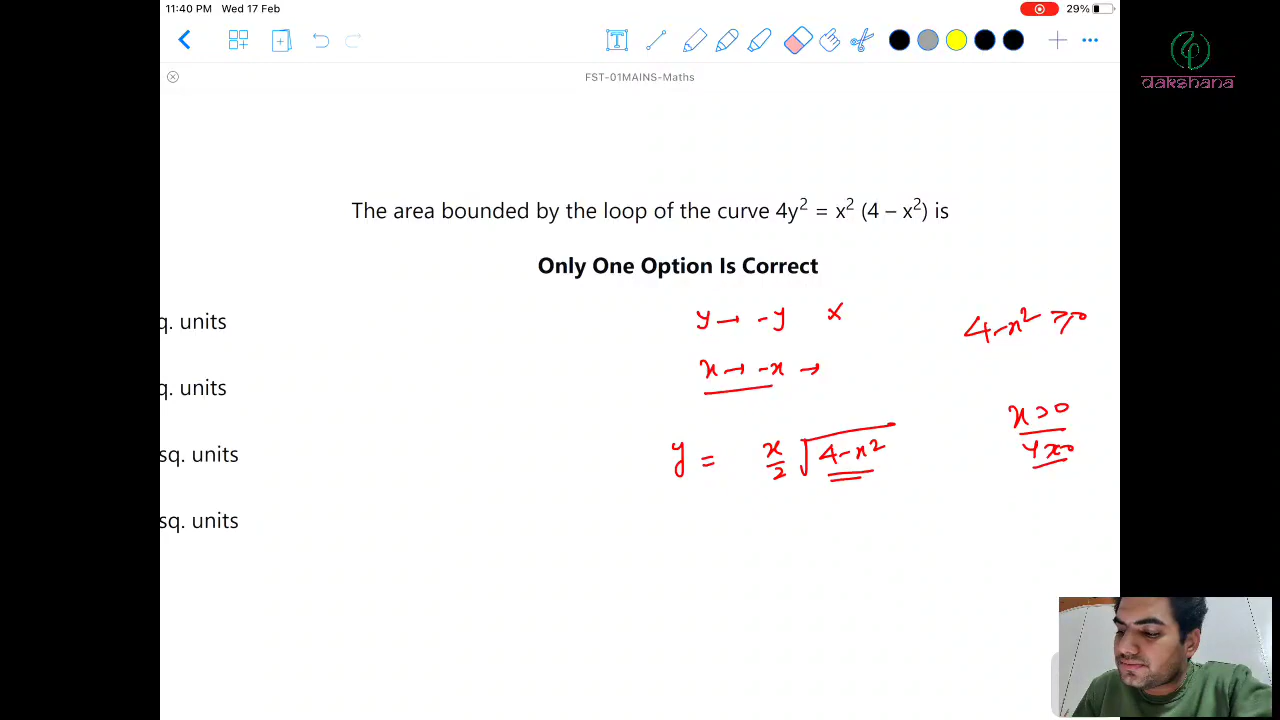 11:40 PM Wed 17 Feb
29%
T
dakshana
FST-01MAINS-Maths
The area bounded by the loop of the curve 4y² = x² (4 – x²) is
Only One Option Is Correct
q. units
q. units
sq. units
sq. units
y → -y x
4-x² ≥ 0
x → -x →
x > 0
y = x/2 √4-x²